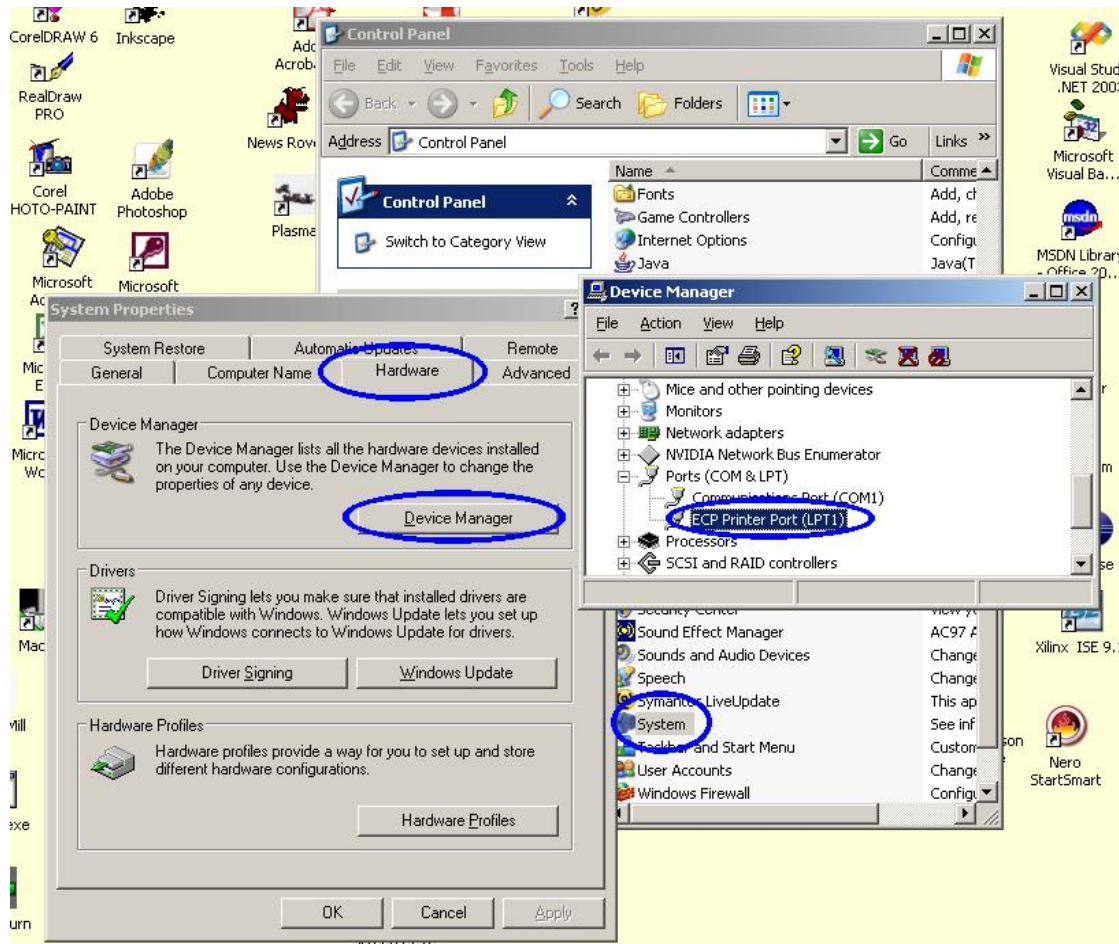 CorelDRAW 6
Inkscape
RealDraw
PRO
News Rov
Corel
HOTO-PAINT
Adobe
Photoshop
Plasma
Microsoft
Microsoft
Control Panel
File Edit View Favorites Tools Help
Back Search Folders
Address Control Panel Go Links »
Control Panel
Switch to Category View
Name Comme
Fonts Add, ch
Game Controllers Add, re
Internet Options Configu
Java Java(T
Visual Stud
.NET 2003
Microsoft
Visual Ba...
MSDN Library
- Office 20...
System Properties
System Restore Automatic Updates Remote
General Computer Name Hardware Advanced
Device Manager
The Device Manager lists all the hardware devices installed
on your computer. Use the Device Manager to change the
properties of any device.
Device Manager
Drivers
Driver Signing lets you make sure that installed drivers are
compatible with Windows. Windows Update lets you set up
how Windows connects to Windows Update for drivers.
Driver Signing Windows Update
Hardware Profiles
Hardware profiles provide a way for you to set up and store
different hardware configurations.
Hardware Profiles
OK Cancel Apply
Device Manager
File Action View Help
Mice and other pointing devices
Monitors
Network adapters
NVIDIA Network Bus Enumerator
Ports (COM & LPT)
Communications Port (COM1)
ECP Printer Port (LPT1)
Processors
SCSI and RAID controllers
Security Center View yo
Sound Effect Manager AC97 A
Sounds and Audio Devices Change
Speech Change
Symantec LiveUpdate This ap
System See inf
Taskbar and Start Menu Custom
User Accounts Change
Windows Firewall Configu
Xilinx ISE 9.
Nero
StartSmart